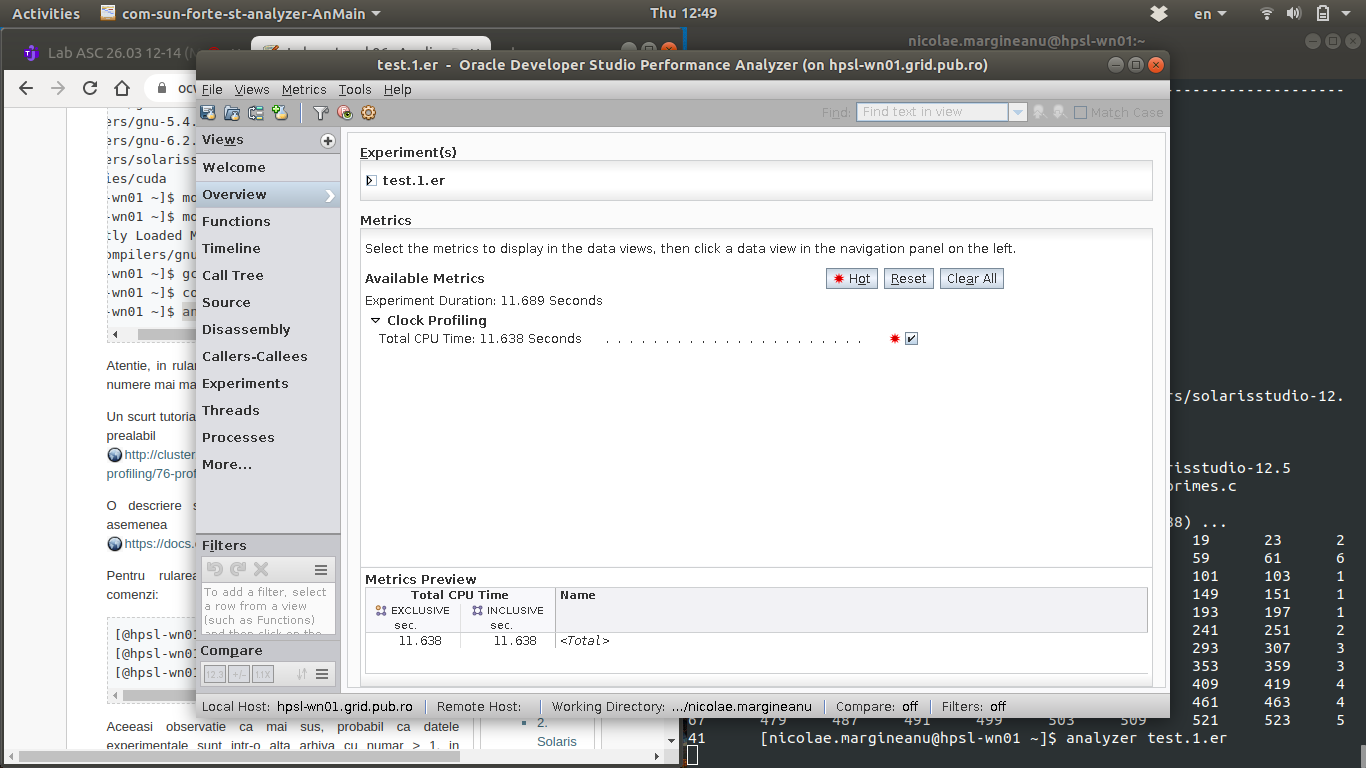 Activities
com-sun-forte-st-analyzer-AnMain
Thu 12:49
en
Lab ASC 26.03 12-14 (
nicolae.margineanu@hpsl-wn01:~
test.1.er - Oracle Developer Studio Performance Analyzer (on hpsl-wn01.grid.pub.ro)
File Views Metrics Tools Help
Find: Find text in view Match Case
Views
Welcome
Overview
Functions
Timeline
Call Tree
Source
Disassembly
Callers-Callees
Experiments
Threads
Processes
More...
Filters
To add a filter, select
a row from a view
(such as Functions)
and then click on the
Compare
12.3 +/- 1.1X
Experiment(s)
test.1.er
Metrics
Select the metrics to display in the data views, then click a data view in the navigation panel on the left.
Available Metrics
Hot Reset Clear All
Experiment Duration: 11.689 Seconds
Clock Profiling
Total CPU Time: 11.638 Seconds . . . . . . . . . . . . . . . . . . . . . .
Metrics Preview
Total CPU Time Name
EXCLUSIVE INCLUSIVE
sec. sec.
11.638 11.638 <Total>
Local Host: hpsl-wn01.grid.pub.ro Remote Host: Working Directory: .../nicolae.margineanu Compare: off Filters: off
ocw
ers/gnu-5.4.
ers/gnu-6.2.
ers/solariss
ies/cuda
-wn01 ~]$ mo
-wn01 ~]$ mo
tly Loaded M
ompilers/gnu
-wn01 ~]$ gc
-wn01 ~]$ co
-wn01 ~]$ an
Atentie, in rular
numere mai ma
Un scurt tutoria
prealabil
http://cluster
profiling/76-prof
O descriere s
asemenea
https://docs.
Pentru rularea
comenzi:
[@hpsl-wn01
[@hpsl-wn01
[@hpsl-wn01
Aceeasi observatie ca mai sus, probabil ca datele
experimentale sunt intr-o alta arhiva cu numar > 1, in
2.
Solaris
-------------------
rs/solarisstudio-12.
risstudio-12.5
primes.c
88) ...
19 23 2
59 61 6
101 103 1
149 151 1
193 197 1
241 251 2
293 307 3
353 359 3
409 419 4
461 463 4
67 479 487 491 499 503 509 521 523 5
41 [nicolae.margineanu@hpsl-wn01 ~]$ analyzer test.1.er